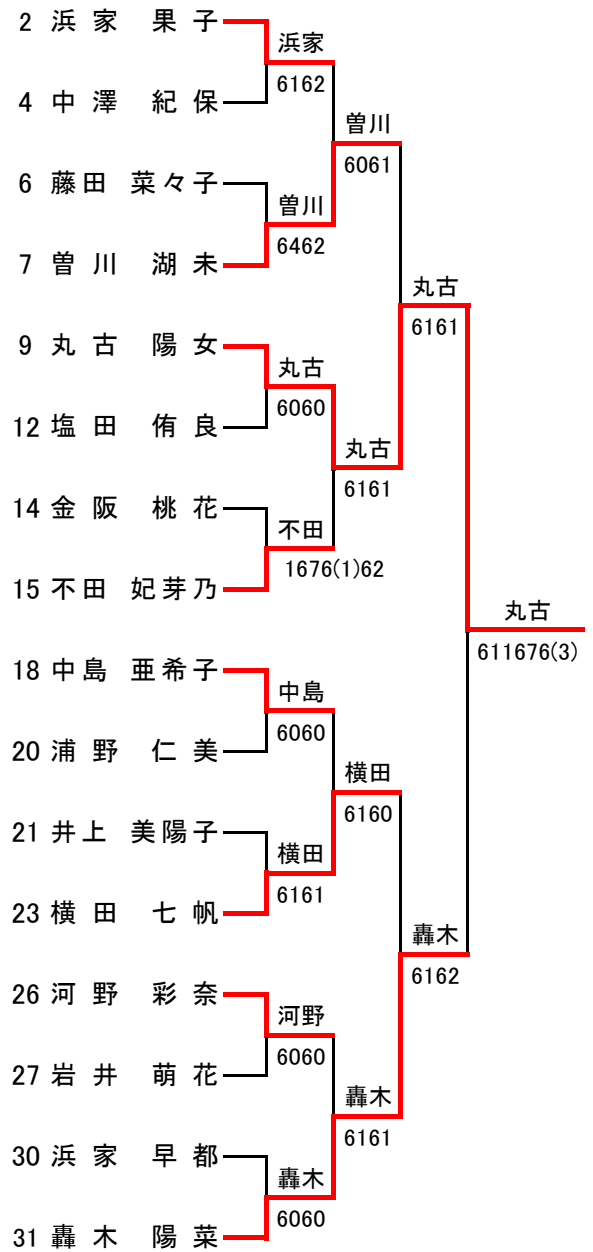 2 浜家 果子
浜家
6162
4 中澤 紀保
曽川
6061
6 藤田 菜々子
曽川
6462
7 曽川 湖未
丸古
6161
9 丸古 陽女
丸古
6060
12 塩田 侑良
丸古
6161
14 金阪 桃花
不田
1676(1)62
15 不田 妃芽乃
丸古
611676(3)
18 中島 亜希子
中島
6060
20 浦野 仁美
横田
6160
21 井上 美陽子
横田
6161
23 横田 七帆
轟木
6162
26 河野 彩奈
河野
6060
27 岩井 萌花
轟木
6161
30 浜家 早都
轟木
6060
31 轟木 陽菜